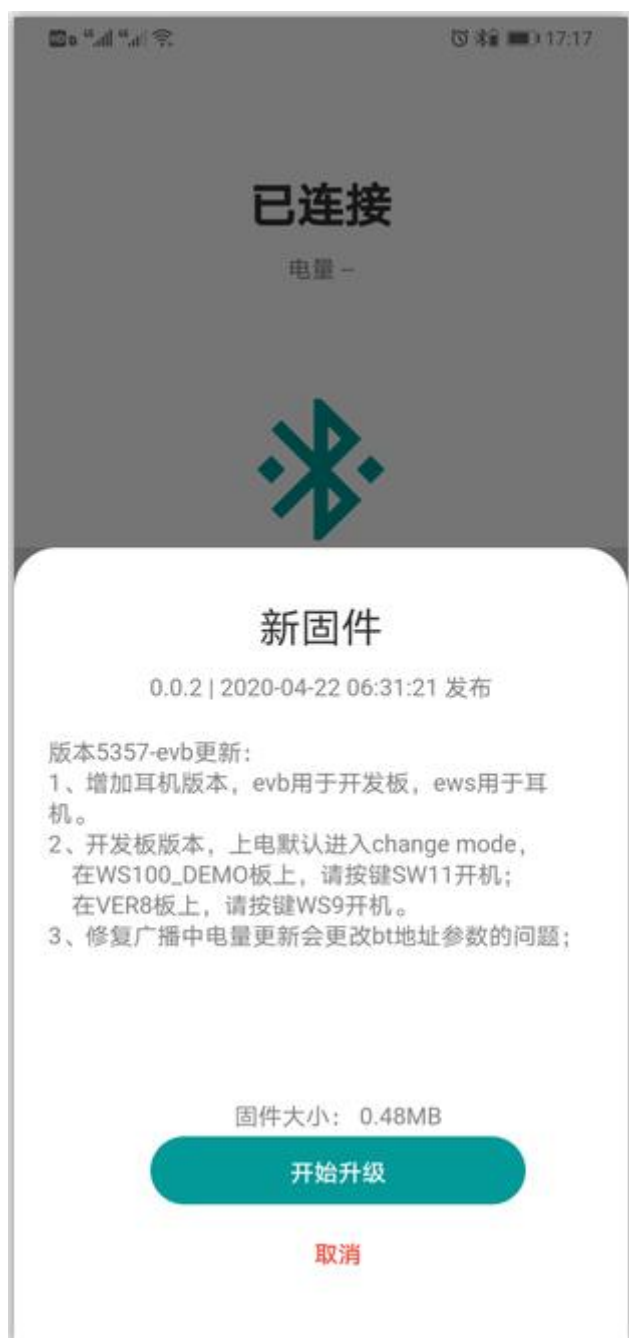 17:17
已连接
电量 --
新固件
0.0.2 | 2020-04-22 06:31:21 发布
版本5357-evb更新：
1、增加耳机版本，evb用于开发板，ews用于耳
机。
2、开发板版本，上电默认进入change mode，
在WS100_DEMO板上，请按键SW11开机；
在VER8板上，请按键WS9开机。
3、修复广播中电量更新会更改bt地址参数的问题；
固件大小： 0.48MB
开始升级
取消